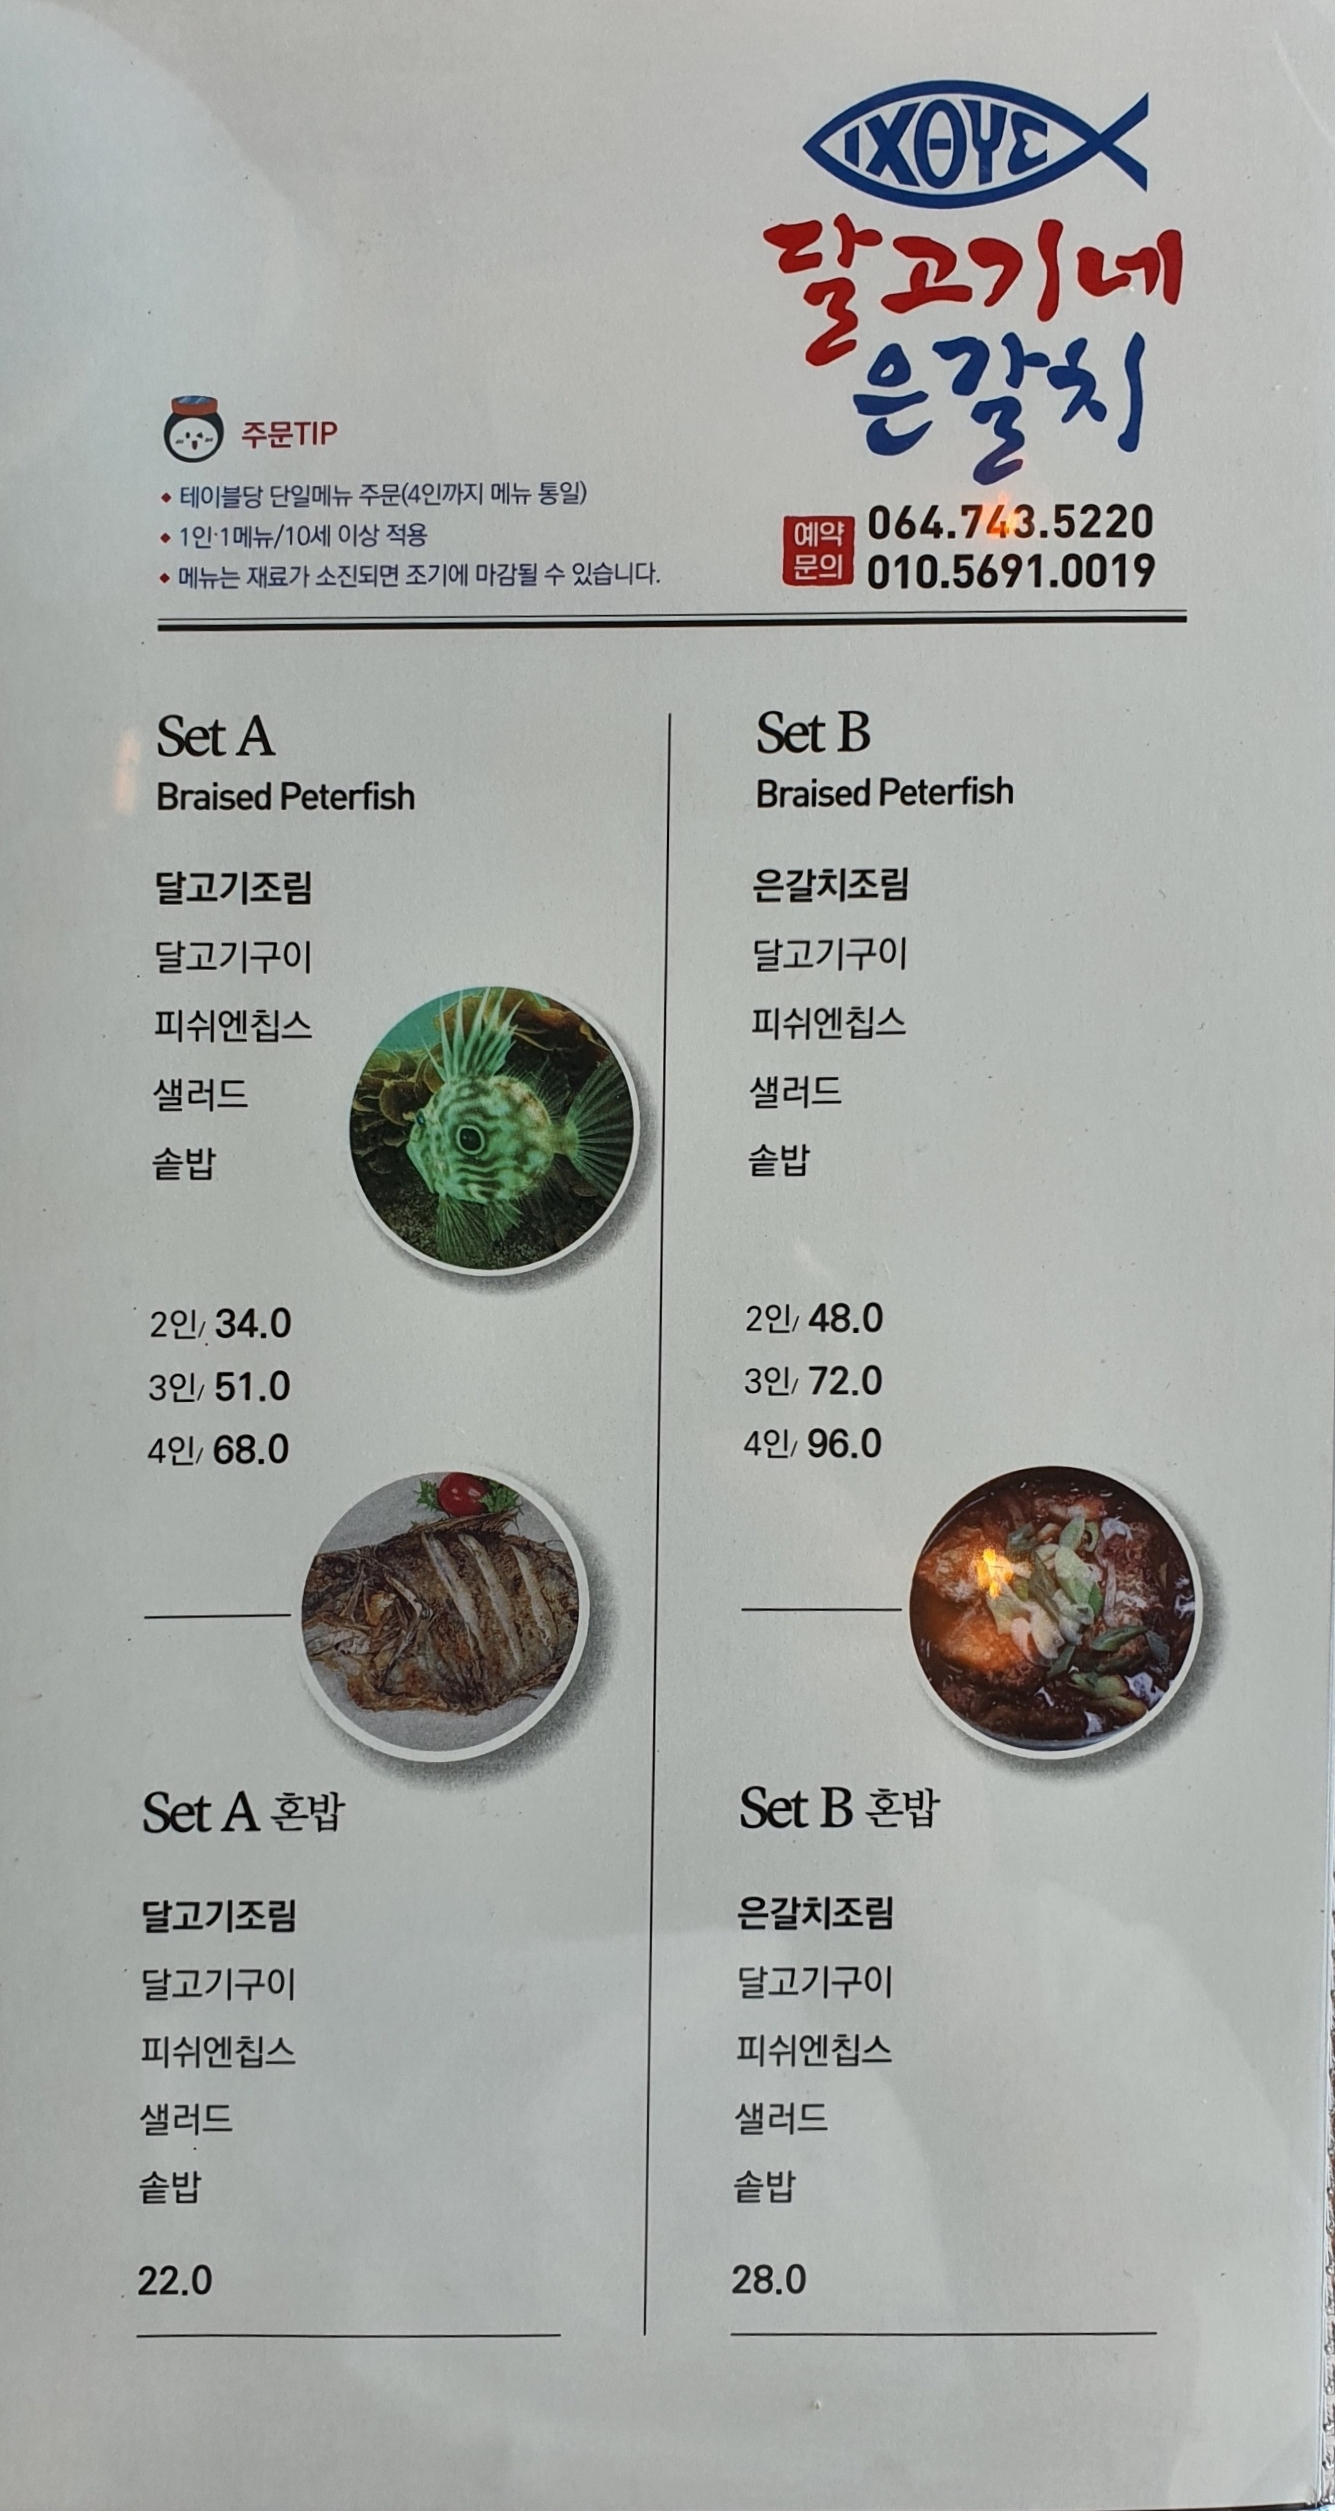 ΙΧΘΥΣ
달고기네
은갈치
주문TIP
◆ 테이블당 단일메뉴 주문(4인까지 메뉴 통일)
◆ 1인·1메뉴/10세 이상 적용
◆ 메뉴는 재료가 소진되면 조기에 마감될 수 있습니다.
예약
문의
064.743.5220
010.5691.0019
Set A
Braised Peterfish
달고기조림
달고기구이
피쉬엔칩스
샐러드
솥밥
2인/ 34.0
3인/ 51.0
4인/ 68.0
Set A 혼밥
달고기조림
달고기구이
피쉬엔칩스
샐러드
솥밥
22.0
Set B
Braised Peterfish
은갈치조림
달고기구이
피쉬엔칩스
샐러드
솥밥
2인/ 48.0
3인/ 72.0
4인/ 96.0
Set B 혼밥
은갈치조림
달고기구이
피쉬엔칩스
샐러드
솥밥
28.0